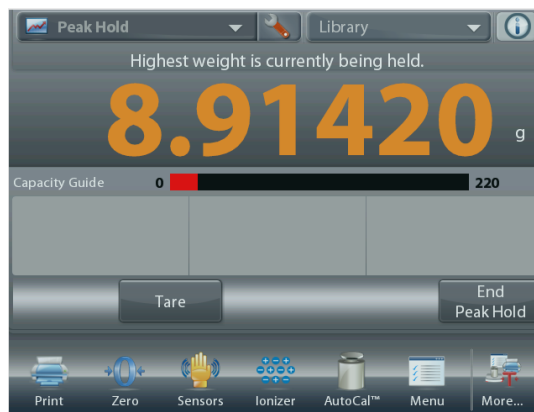 Peak Hold
Library
Highest weight is currently being held.
8.91420 g
Capacity Guide 0 220
Tare
End
Peak Hold
Print Zero Sensors Ionizer AutoCal™ Menu More...